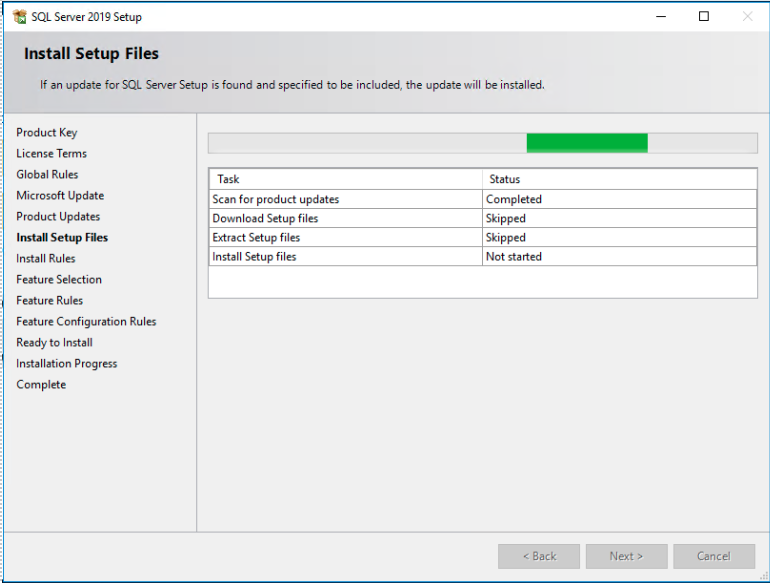 SQL Server 2019 Setup
Install Setup Files
If an update for SQL Server Setup is found and specified to be included, the update will be installed.
Product Key
License Terms
Global Rules
Microsoft Update
Product Updates
Install Setup Files
Install Rules
Feature Selection
Feature Rules
Feature Configuration Rules
Ready to Install
Installation Progress
Complete
Task Status
Scan for product updates Completed
Download Setup files Skipped
Extract Setup files Skipped
Install Setup files Not started
< Back Next > Cancel